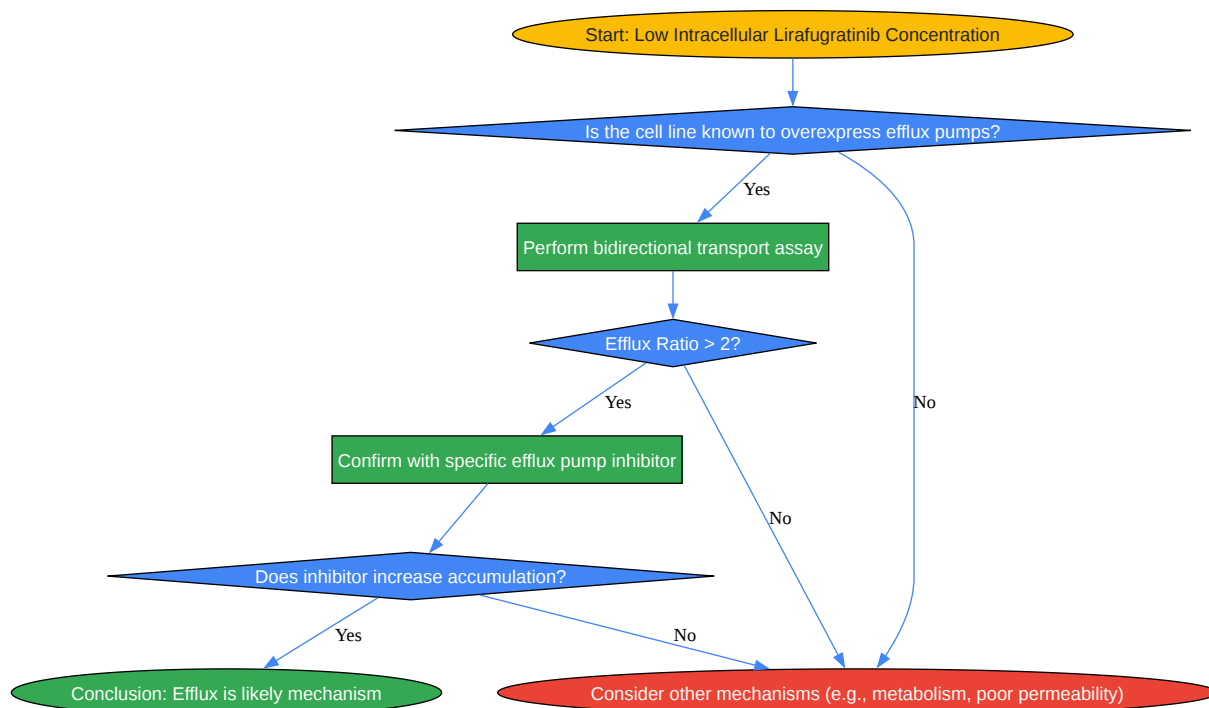 Start: Low Intracellular Lirafugratinib Concentration
Is the cell line known to overexpress efflux pumps?
Yes
Perform bidirectional transport assay
Efflux Ratio > 2?
Yes
No
Confirm with specific efflux pump inhibitor
No
Does inhibitor increase accumulation?
Yes
No
Conclusion: Efflux is likely mechanism
Consider other mechanisms (e.g., metabolism, poor permeability)